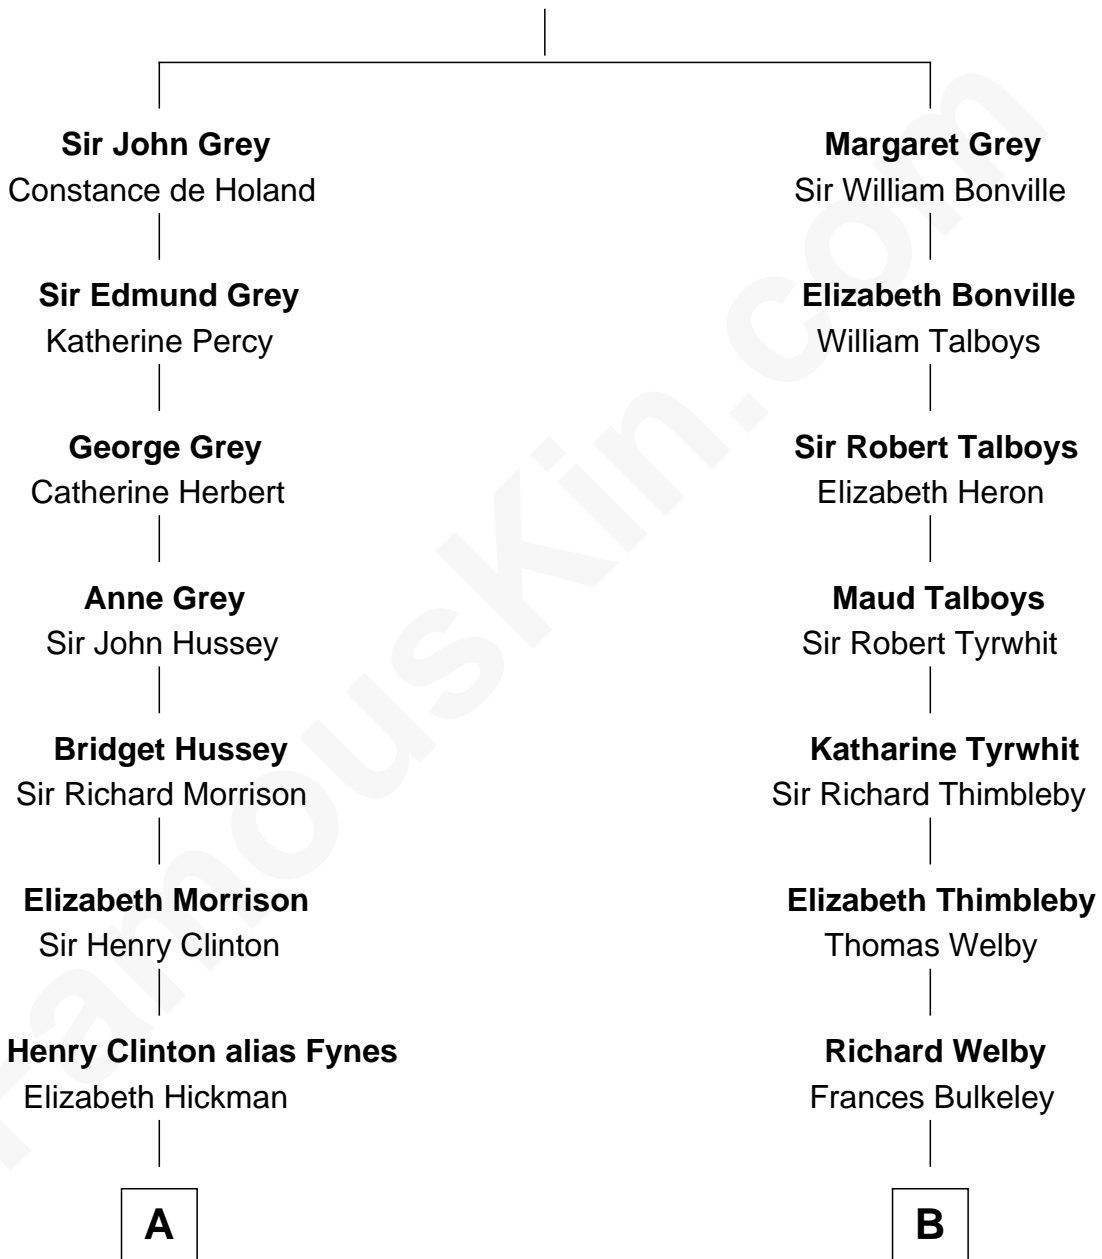 Sir John Grey
Constance de Holand
Sir Edmund Grey
Katherine Percy
George Grey
Catherine Herbert
Anne Grey
Sir John Hussey
Bridget Hussey
Sir Richard Morrison
Elizabeth Morrison
Sir Henry Clinton
Henry Clinton alias Fynes
Elizabeth Hickman
A
Margaret Grey
Sir William Bonville
Elizabeth Bonville
William Talboys
Sir Robert Talboys
Elizabeth Heron
Maud Talboys
Sir Robert Tyrwhit
Katharine Tyrwhit
Sir Richard Thimbleby
Elizabeth Thimbleby
Thomas Welby
Richard Welby
Frances Bulkeley
B
FamousKin.com